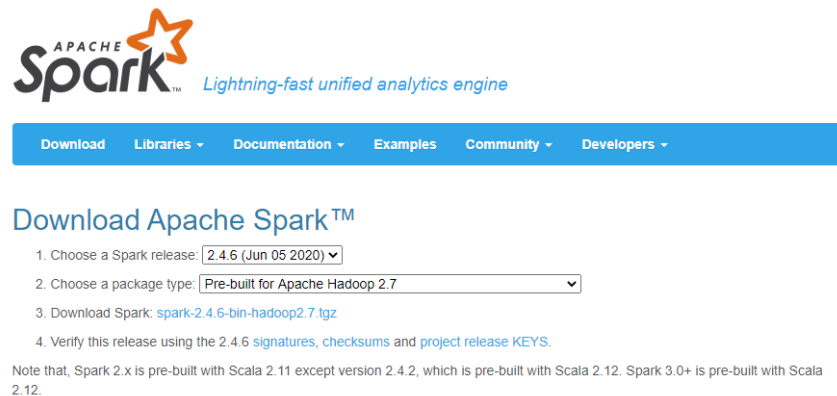 APACHE
Spark™ Lightning-fast unified analytics engine
Download Libraries Documentation Examples Community Developers
Download Apache Spark™
1. Choose a Spark release: 2.4.6 (Jun 05 2020)
2. Choose a package type: Pre-built for Apache Hadoop 2.7
3. Download Spark: spark-2.4.6-bin-hadoop2.7.tgz
4. Verify this release using the 2.4.6 signatures, checksums and project release KEYS.
Note that, Spark 2.x is pre-built with Scala 2.11 except version 2.4.2, which is pre-built with Scala 2.12. Spark 3.0+ is pre-built with Scala
2.12.